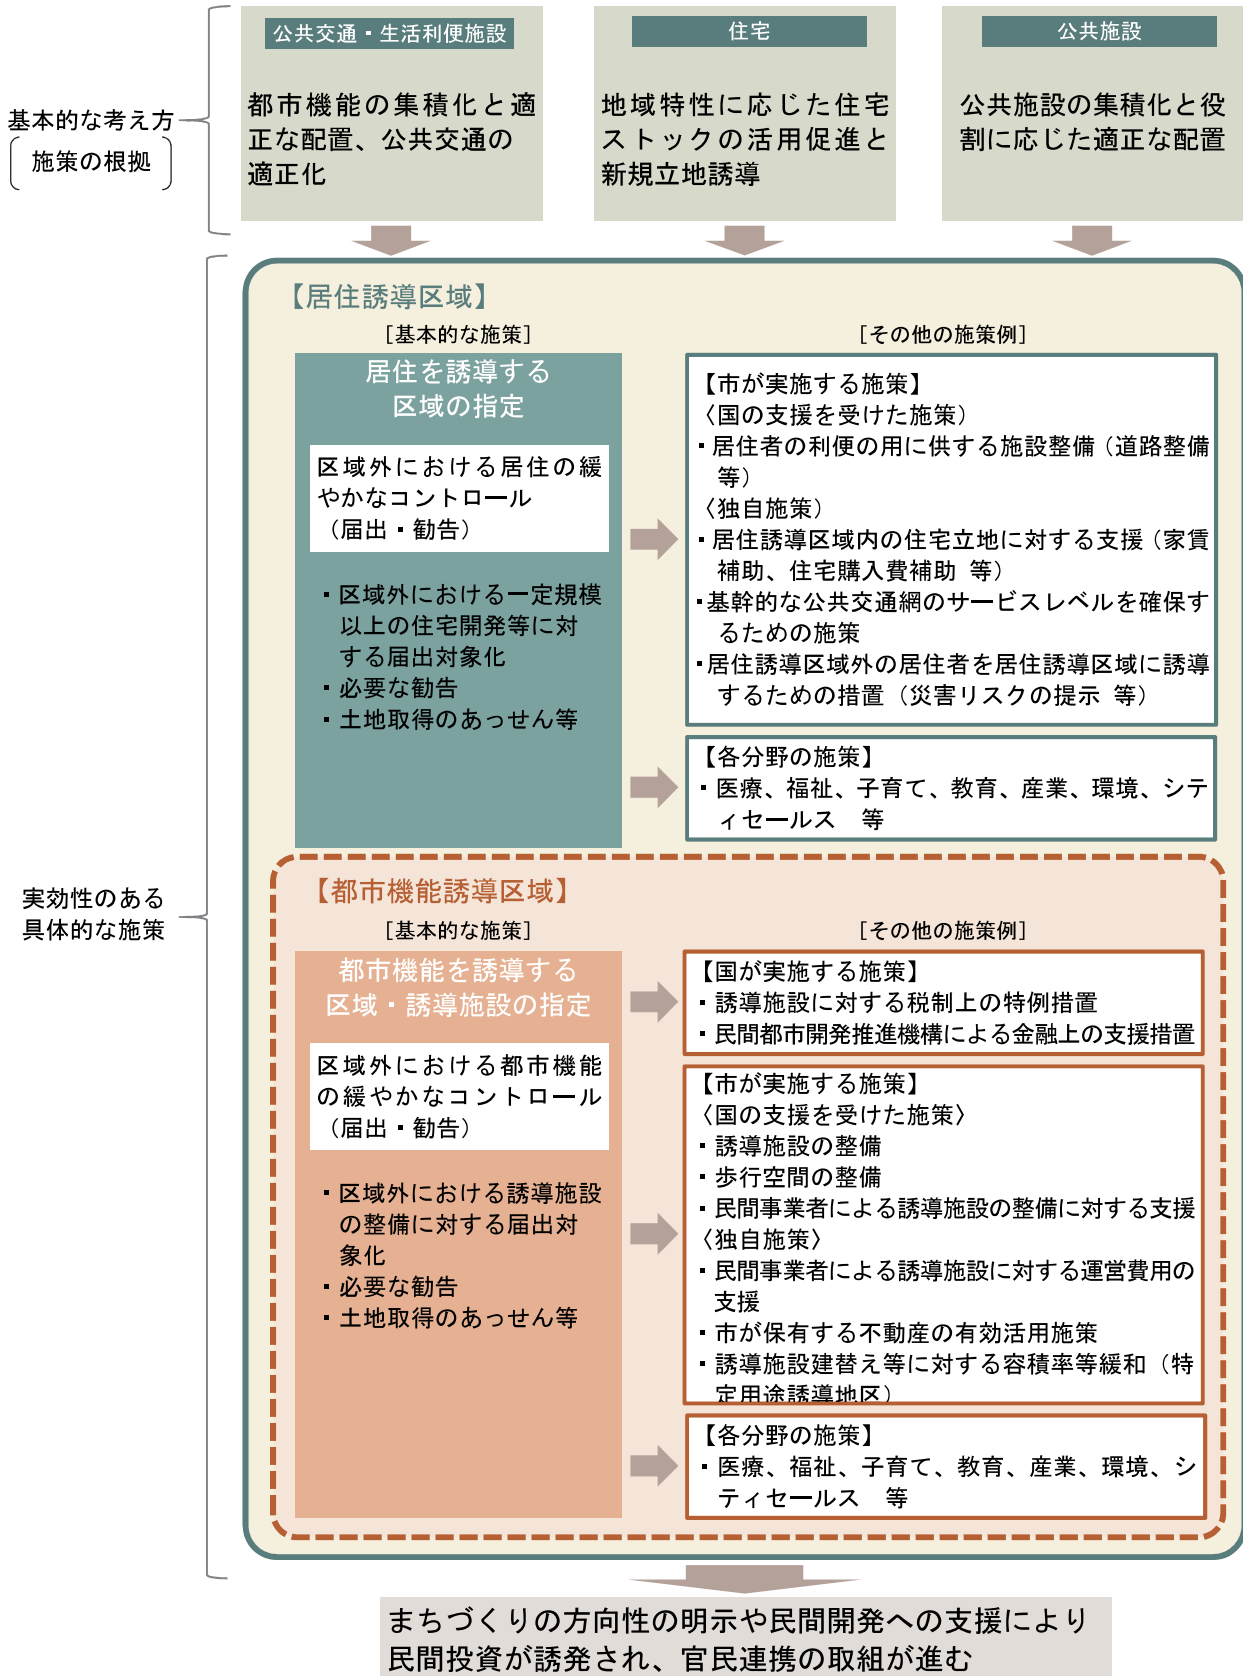 公共交通・生活利便施設
住宅
公共施設
基本的な考え方
施策の根拠
都市機能の集積化と適
正な配置、公共交通の
適正化
地域特性に応じた住宅
ストックの活用促進と
新規立地誘導
公共施設の集積化と役
割に応じた適正な配置
実効性のある
具体的な施策
【居住誘導区域】
[基本的な施策]
[その他の施策例]
居住を誘導する
区域の指定
区域外における居住の緩
やかなコントロール
（届出・勧告）
・区域外における一定規模
以上の住宅開発等に対
する届出対象化
・必要な勧告
・土地取得のあっせん等
【市が実施する施策】
〈国の支援を受けた施策）
・居住者の利便の用に供する施設整備（道路整備
等）
〈独自施策）
・居住誘導区域内の住宅立地に対する支援（家賃
補助、住宅購入費補助 等）
・基幹的な公共交通網のサービスレベルを確保す
るための施策
・居住誘導区域外の居住者を居住誘導区域に誘導
するための措置（災害リスクの提示 等）
【各分野の施策】
・医療、福祉、子育て、教育、産業、環境、シテ
ィセールス　等
【都市機能誘導区域】
[基本的な施策]
[その他の施策例]
都市機能を誘導する
区域・誘導施設の指定
区域外における都市機能
の緩やかなコントロール
（届出・勧告）
・区域外における誘導施設
の整備に対する届出対
象化
・必要な勧告
・土地取得のあっせん等
【国が実施する施策】
・誘導施設に対する税制上の特例措置
・民間都市開発推進機構による金融上の支援措置
【市が実施する施策】
〈国の支援を受けた施策〉
・誘導施設の整備
・歩行空間の整備
・民間事業者による誘導施設の整備に対する支援
〈独自施策〉
・民間事業者による誘導施設に対する運営費用の
支援
・市が保有する不動産の有効活用施策
・誘導施設建替え等に対する容積率等緩和（特
定用途誘導地区）
【各分野の施策】
・医療、福祉、子育て、教育、産業、環境、シ
ティセールス　等
まちづくりの方向性の明示や民間開発への支援により
民間投資が誘発され、官民連携の取組が進む